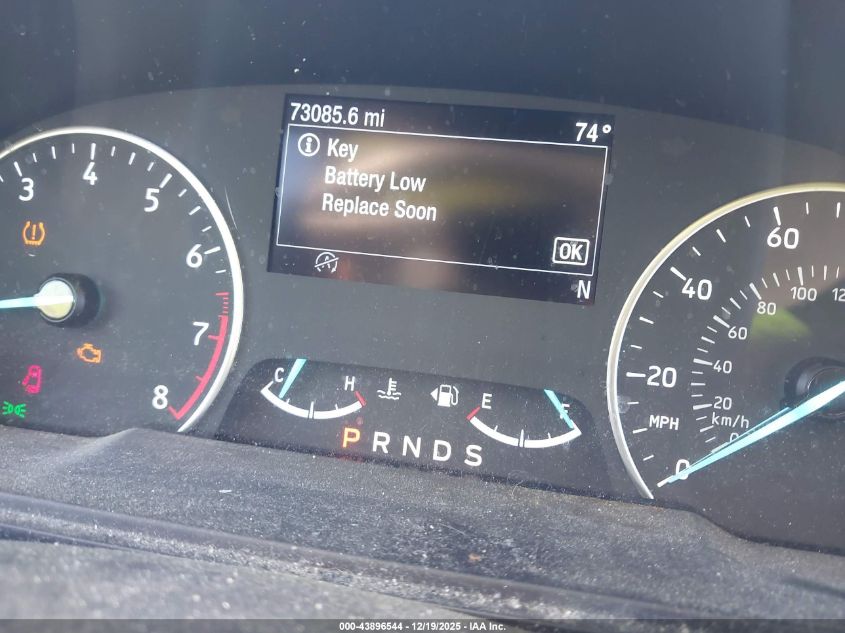 73085.6 mi
74°
Key
Battery Low
Replace Soon
OK
N
3
4
5
6
7
8
C
H
E
F
P R N D S
0
20
40
60
MPH
20
40
60
80
100
km/h
000-43896544 - 12/19/2025 - IAA Inc.